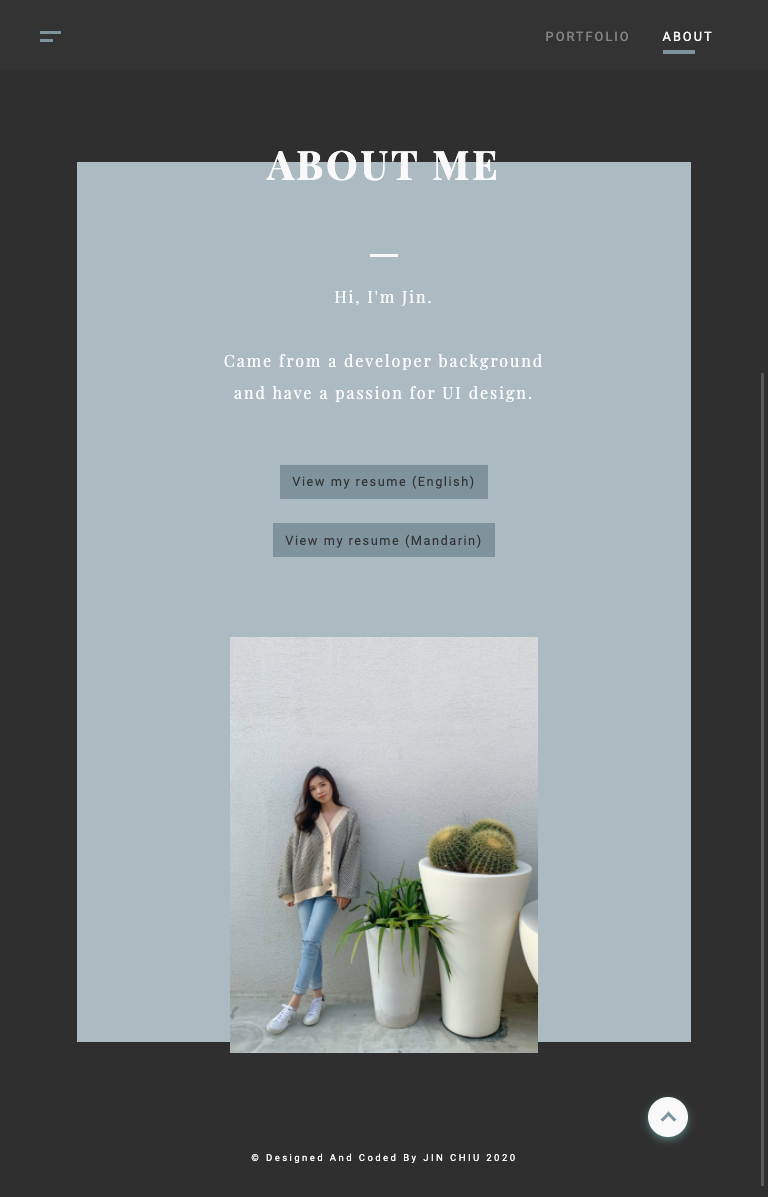 PORTFOLIO
ABOUT
ABOUT ME
Hi, I'm Jin.
Came from a developer background
and have a passion for UI design.
View my resume (English)
View my resume (Mandarin)
© Designed And Coded By JIN CHIU 2020